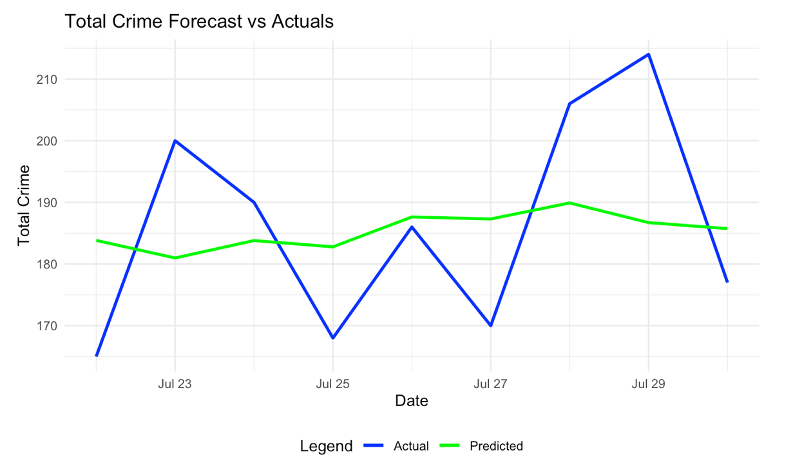 Total Crime Forecast vs Actuals
Total Crime
210
200
190
180
170
Jul 23 Jul 25 Jul 27 Jul 29
Date
Legend Actual Predicted